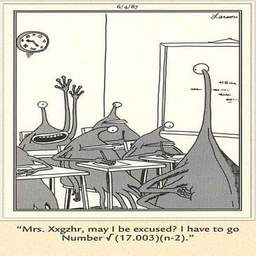 6/4/87
Larson
"Mrs. Xxgzhr, may I be excused? I have to go
Number √(17.003)(n-2)."